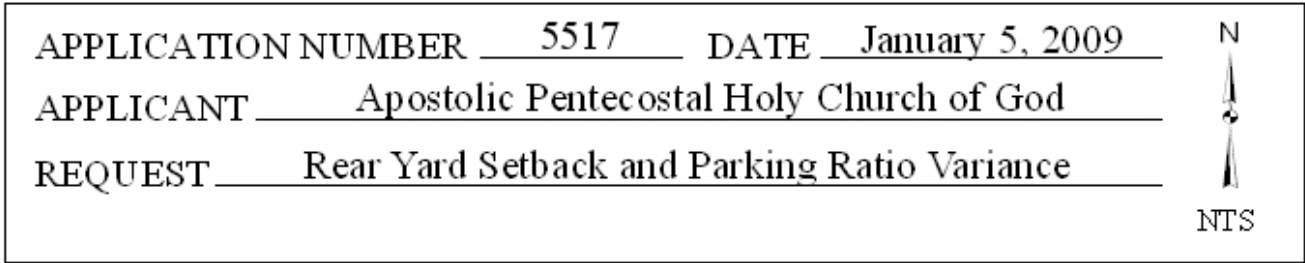 APPLICATION NUMBER 5517 DATE January 5, 2009
N
APPLICANT Apostolic Pentecostal Holy Church of God
REQUEST Rear Yard Setback and Parking Ratio Variance
NTS